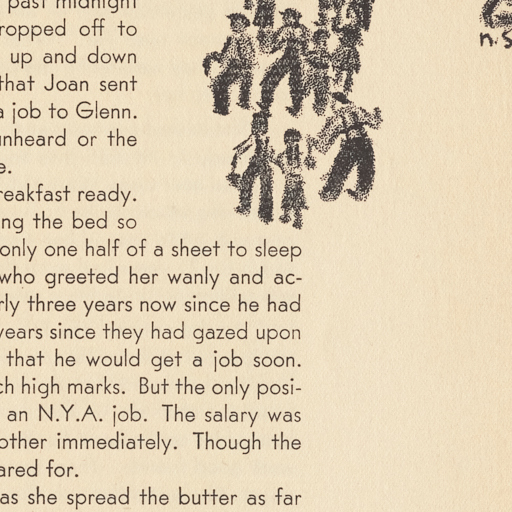 past midnight
ropped off to
up and down
that Joan sent
a job to Glenn.
unheard or the
e.
reakfast ready.
ng the bed so
only one half of a sheet to sleep
who greeted her wanly and ac-
rly three years now since he had
years since they had gazed upon
that he would get a job soon.
ch high marks. But the only posi-
an N.Y.A. job. The salary was
other immediately. Though the
ared for.
as she spread the butter as far
n.s